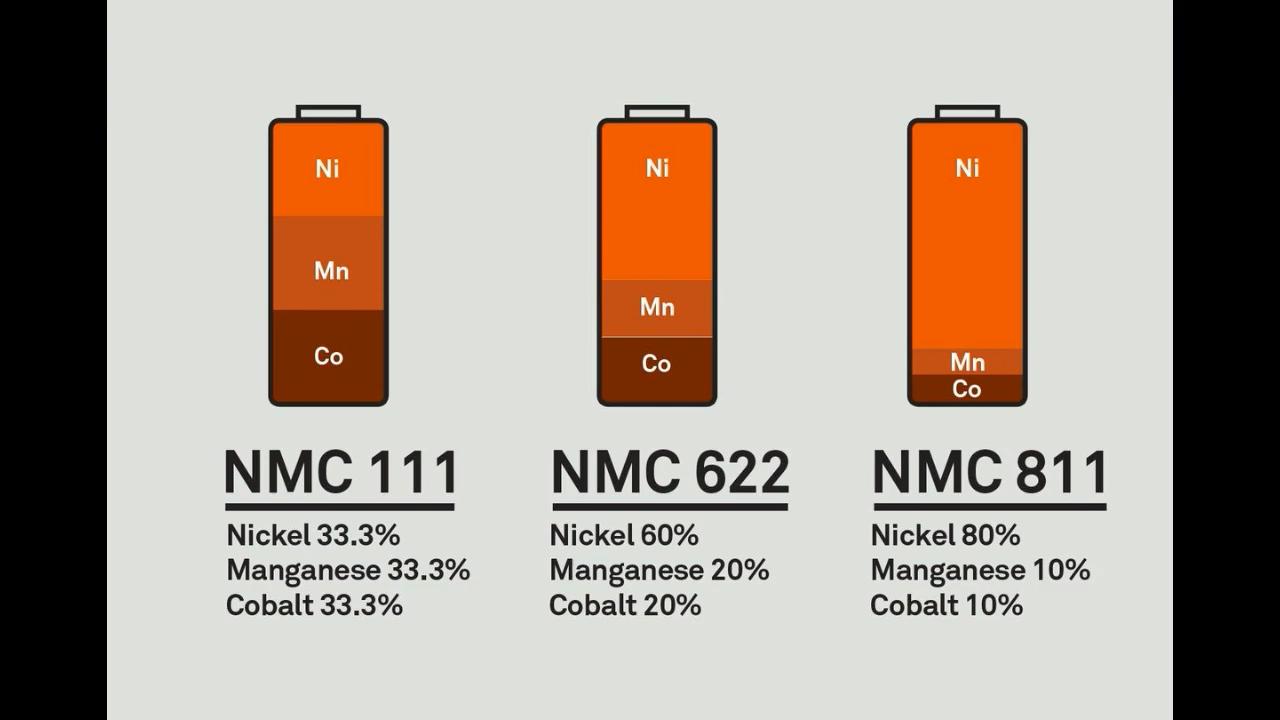 Ni
Mn
Co
NMC 111
Nickel 33.3%
Manganese 33.3%
Cobalt 33.3%
Ni
Mn
Co
NMC 622
Nickel 60%
Manganese 20%
Cobalt 20%
Ni
Mn
Co
NMC 811
Nickel 80%
Manganese 10%
Cobalt 10%